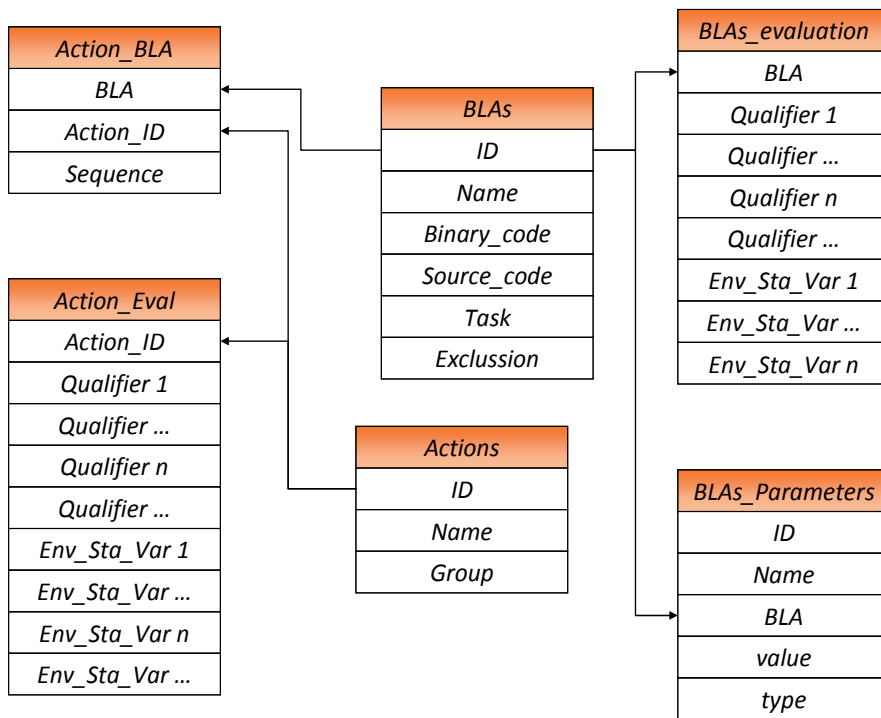 Action_BLA
BLA
Action_ID
Sequence
Action_Eval
Action_ID
Qualifier 1
Qualifier ...
Qualifier n
Qualifier ...
Env_Sta_Var 1
Env_Sta_Var ...
Env_Sta_Var n
Env_Sta_Var ...
BLAs
ID
Name
Binary_code
Source_code
Task
Exclussion
Actions
ID
Name
Group
BLAs_evaluation
BLA
Qualifier 1
Qualifier ...
Qualifier n
Qualifier ...
Env_Sta_Var 1
Env_Sta_Var ...
Env_Sta_Var n
BLAs_Parameters
ID
Name
BLA
value
type